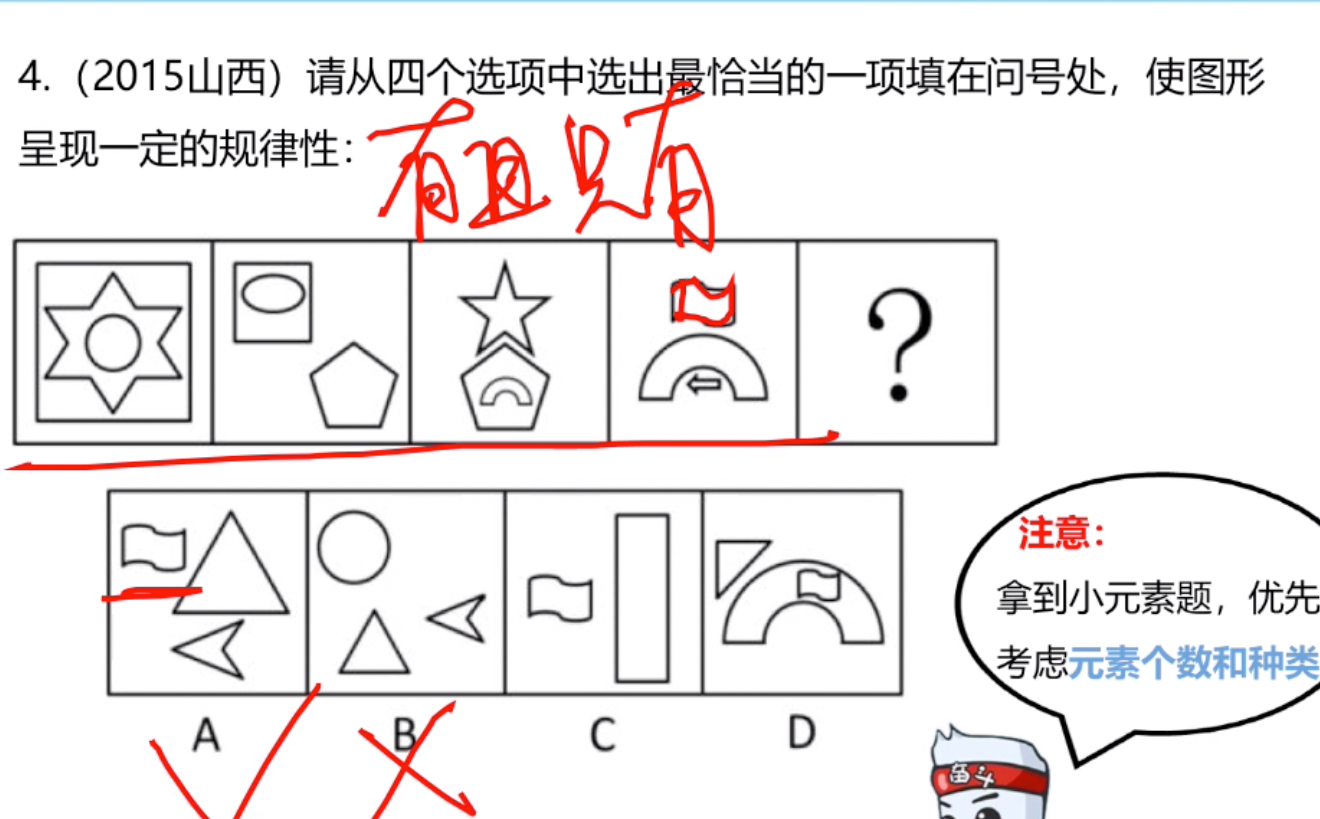 4.（2015山西）请从四个选项中选出最恰当的一项填在问号处，使图形
呈现一定的规律性：
有且只有
?
A B C D
注意：
拿到小元素题，优先
考虑元素个数和种类
奋斗